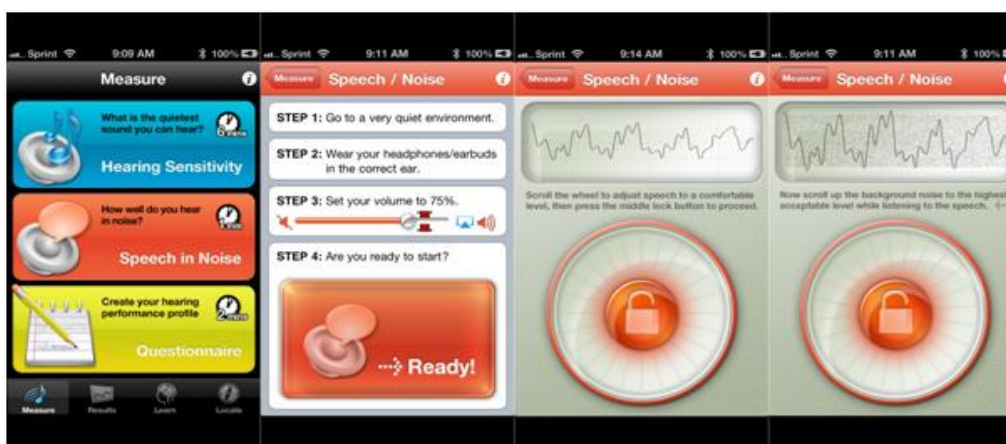 Sprint 9:09 AM 100%
Measure
What is the quietest
sound you can hear?
6 mins
Hearing Sensitivity
How well do you hear
in noise?
1 min
Speech in Noise
Create your hearing
performance profile
2 mins
Questionnaire
Measure Results Learn Locate
Sprint 9:11 AM 100%
Measure Speech / Noise
STEP 1: Go to a very quiet environment.
STEP 2: Wear your headphones/earbuds
in the correct ear.
STEP 3: Set your volume to 75%.
STEP 4: Are you ready to start?
Ready!
Sprint 9:14 AM 100%
Measure Speech / Noise
Scroll the wheel to adjust speech to a comfortable
level, then press the middle lock button to proceed.
Sprint 9:11 AM 100%
Measure Speech / Noise
Now scroll up the background noise to the highest
acceptable level while listening to the speech.